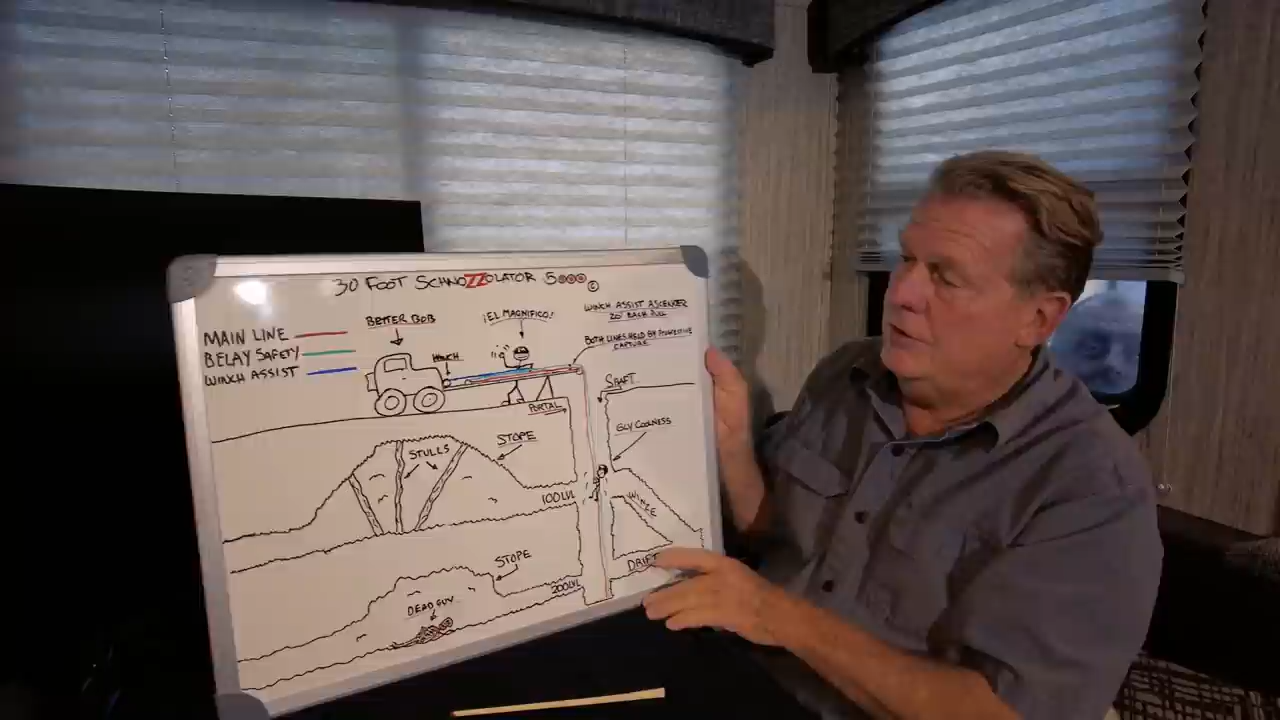 30 FOOT SCHNOZZOLATOR 5000 ©
MAIN LINE
BELAY SAFETY
WINCH ASSIST
BETTER BOB
¡EL MAGNIFICO!
WINCH ASSIST ASCENDER
20' BACK PULL
BOTH LINES HELD BY PROGRESSIVE
CAPTURE
WINCH
SHAFT
PORTAL
GLY COOLNESS
STOPE
STULLS
100 LVL
WINZE
DRIFT
STOPE
200 LVL
DEAD GUY